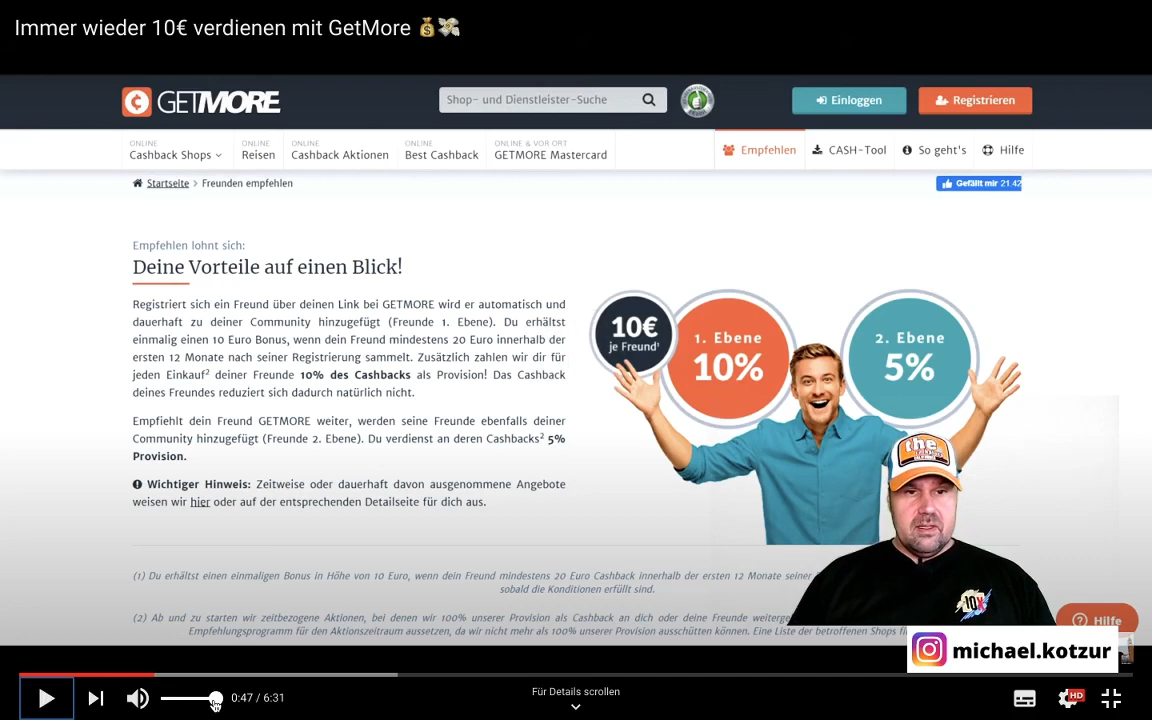 Immer wieder 10€ verdienen mit GetMore 💰💸
GETMORE
Shop- und Dienstleister-Suche
Einloggen
Registrieren
ONLINE
Cashback Shops
ONLINE
Reisen
ONLINE
Cashback Aktionen
ONLINE
Best Cashback
ONLINE & VOR ORT
GETMORE Mastercard
Empfehlen
CASH-Tool
So geht's
Hilfe
Startseite > Freunden empfehlen
Gefällt mir 21.42
Empfehlen lohnt sich:
Deine Vorteile auf einen Blick!
Registriert sich ein Freund über deinen Link bei GETMORE wird er automatisch und
dauerhaft zu deiner Community hinzugefügt (Freunde 1. Ebene). Du erhältst
einmalig einen 10 Euro Bonus, wenn dein Freund mindestens 20 Euro innerhalb der
ersten 12 Monate nach seiner Registrierung sammelt. Zusätzlich zahlen wir dir für
jeden Einkauf² deiner Freunde 10% des Cashbacks als Provision! Das Cashback
deines Freundes reduziert sich dadurch natürlich nicht.
Empfiehlt dein Freund GETMORE weiter, werden seine Freunde ebenfalls deiner
Community hinzugefügt (Freunde 2. Ebene). Du verdienst an deren Cashbacks² 5%
Provision.
Wichtiger Hinweis: Zeitweise oder dauerhaft davon ausgenommene Angebote
weisen wir hier oder auf der entsprechenden Detailseite für dich aus.
10€
je Freund¹
1. Ebene
10%
2. Ebene
5%
the
10X
(1) Du erhältst einen einmaligen Bonus in Höhe von 10 Euro, wenn dein Freund mindestens 20 Euro Cashback innerhalb der ersten 12 Monate seiner
sobald die Konditionen erfüllt sind.
(2) Ab und zu starten wir zeitbezogene Aktionen, bei denen wir 100% unserer Provision als Cashback an dich oder deine Freunde
Empfehlungsprogramm für den Aktionszeitraum aussetzen, da wir nicht mehr als 100% unserer Provision ausschütten können. Eine Liste der betroffenen Shops
Hilfe
michael.kotzur
0:47 / 6:31
Für Details scrollen
HD